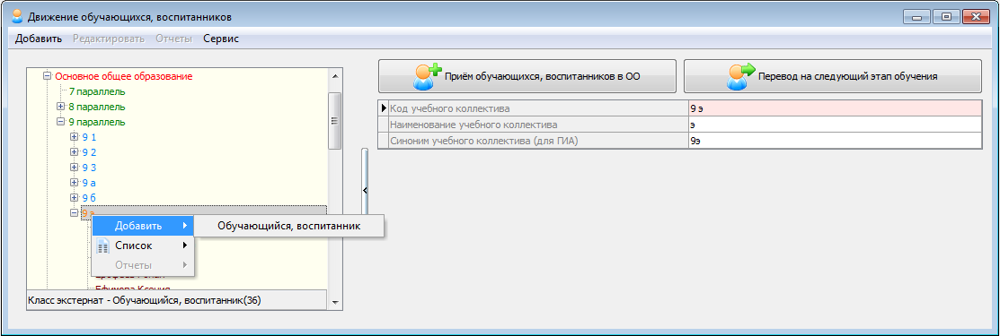 Движение обучающихся, воспитанников
Добавить Редактировать Отчеты Сервис
Основное общее образование
7 параллель
8 параллель
9 параллель
9 1
9 2
9 3
9 а
9 б
9 э
Добавить
Обучающийся, воспитанник
Список
Отчеты
Ефимова Ксения
Класс экстернат - Обучающийся, воспитанник(36)
Приём обучающихся, воспитанников в ОО
Перевод на следующий этап обучения
Код учебного коллектива 9 э
Наименование учебного коллектива э
Синоним учебного коллектива (для ГИА) 9э